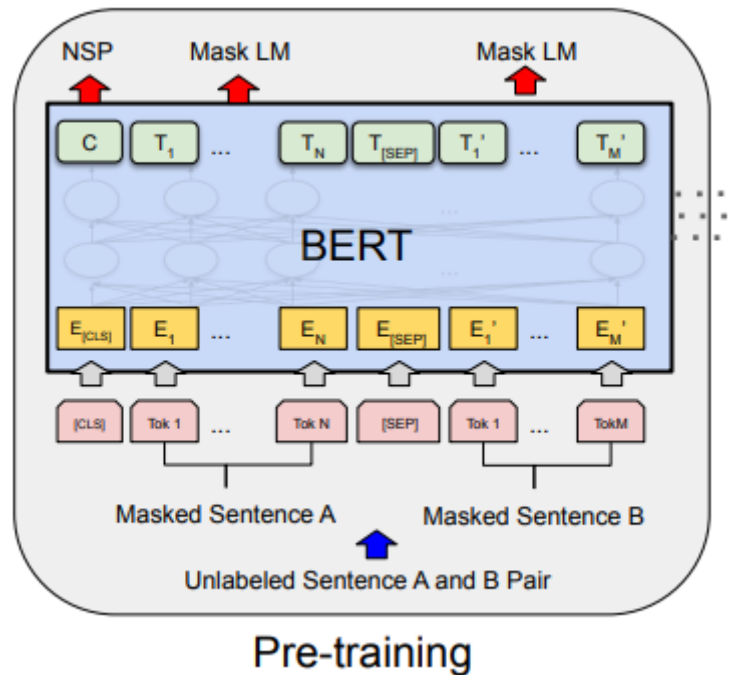 NSP Mask LM Mask LM
C T1 ... TN T[SEP] T1' ... TM'
...
BERT
...
E[CLS] E1 ... EN E[SEP] E1' ... EM'
[CLS] Tok 1 ... Tok N [SEP] Tok 1 ... TokM
Masked Sentence A Masked Sentence B
Unlabeled Sentence A and B Pair
Pre-training